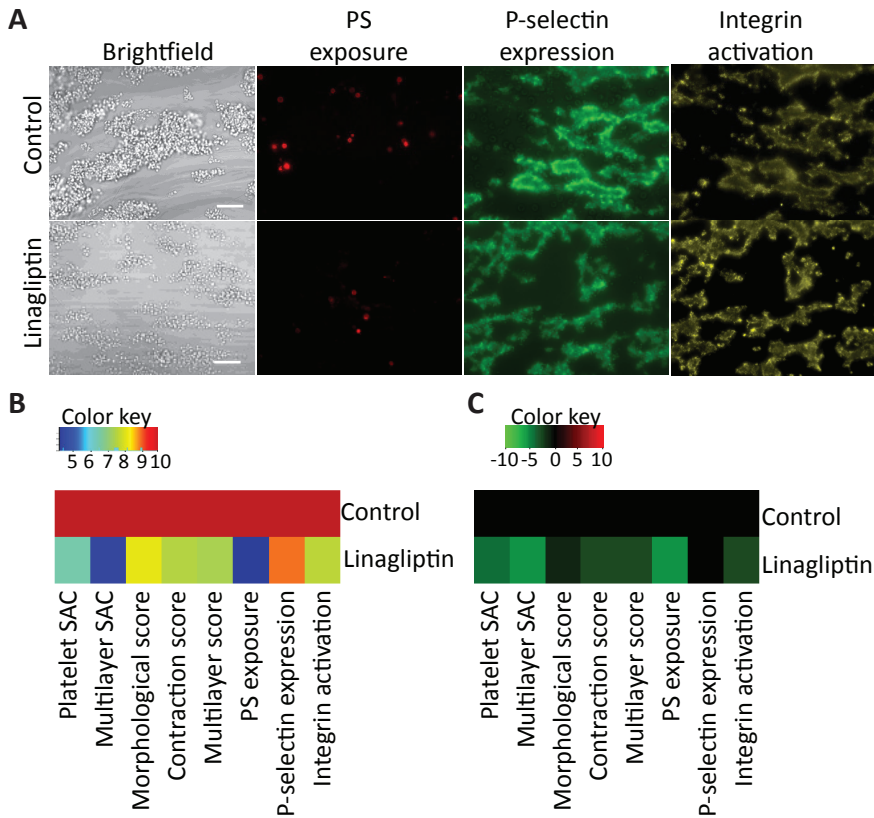 A
Brightfield
PS
exposure
P-selectin
expression
Integrin
activation
Control
Linagliptin
B
Color key
5 6 7 8 9 10
Control
Linagliptin
Platelet SAC
Multilayer SAC
Morphological score
Contraction score
Multilayer score
PS exposure
P-selectin expression
Integrin activation
C
Color key
-10 -5 0 5 10
Control
Linagliptin
Platelet SAC
Multilayer SAC
Morphological score
Contraction score
Multilayer score
PS exposure
P-selectin expression
Integrin activation